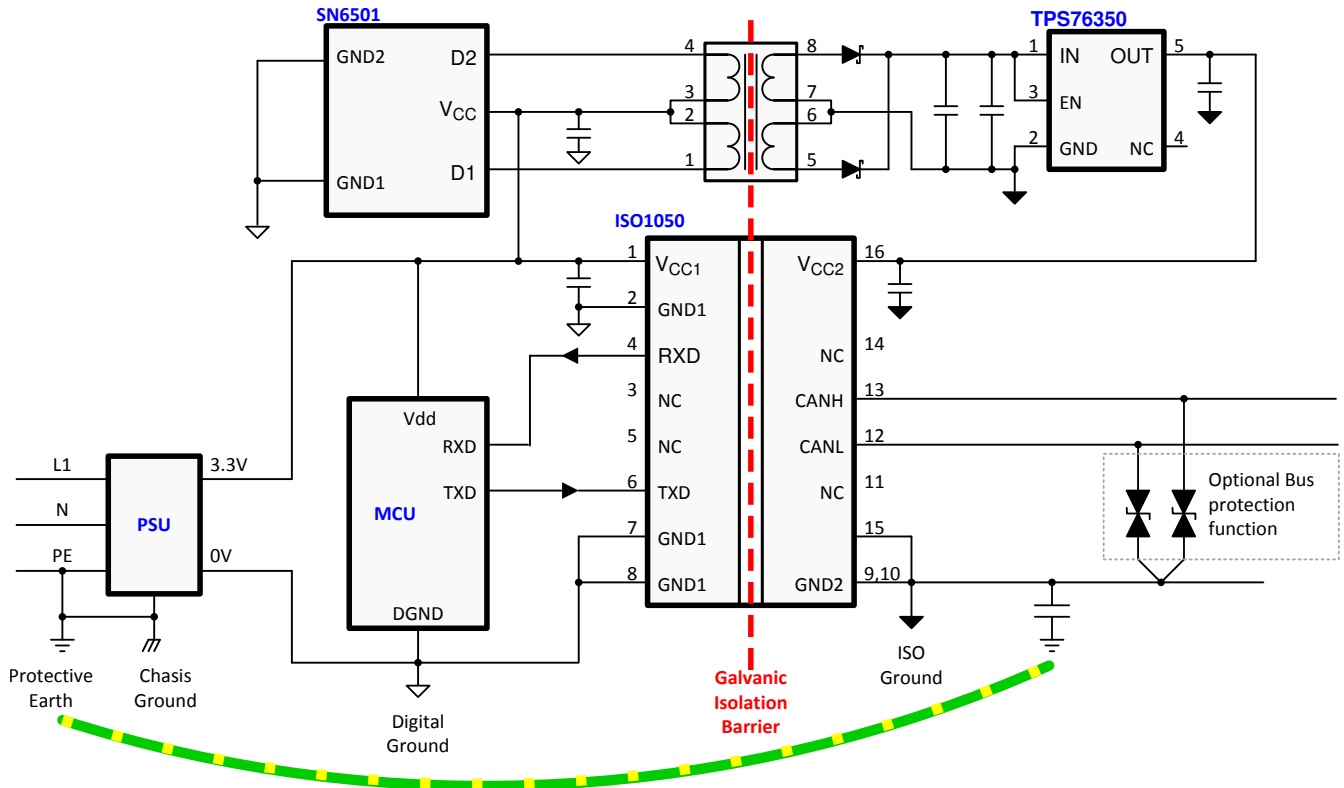 SN6501
GND2
D2
VCC
GND1
D1
4
3
2
1
8
7
6
5
TPS76350
1
IN
OUT
5
3
EN
2
GND
NC
4
ISO1050
1
VCC1
2
GND1
4
RXD
3
NC
5
NC
6
TXD
7
GND1
8
GND1
VCC2
16
NC
14
CANH
13
CANL
12
NC
11
15
GND2
9,10
Vdd
RXD
TXD
MCU
DGND
L1
N
PE
PSU
3.3V
0V
Protective
Earth
Chasis
Ground
Digital
Ground
Galvanic
Isolation
Barrier
ISO
Ground
Optional Bus
protection
function